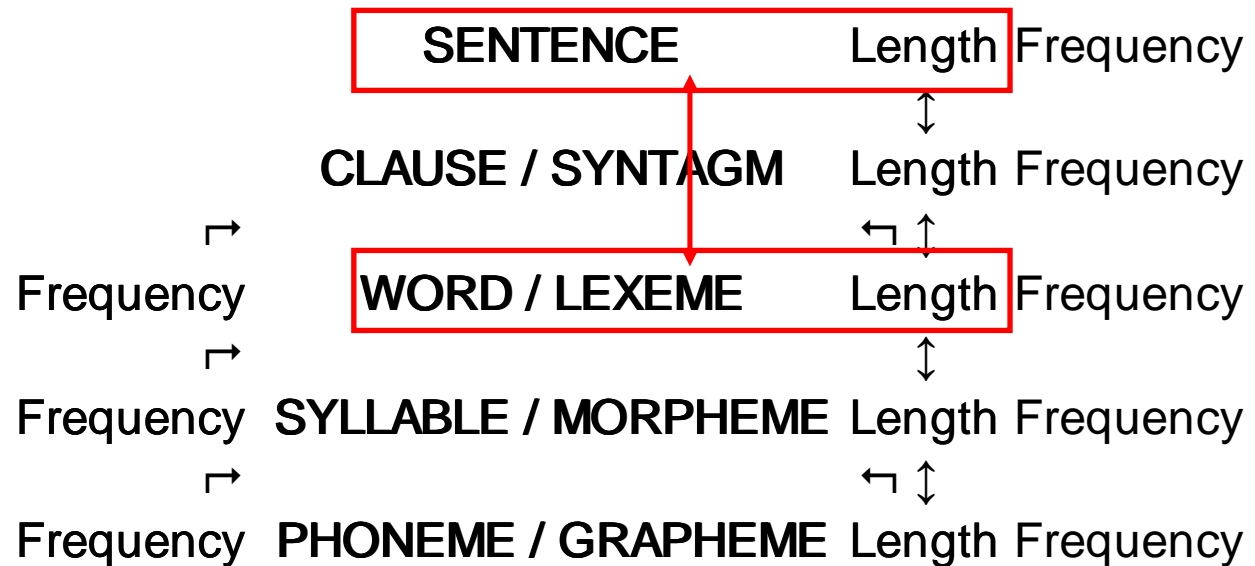 SENTENCE Length Frequency
↕
CLAUSE / SYNTAGM Length Frequency
↱ ↰ ↕
Frequency WORD / LEXEME Length Frequency
↱ ↕
Frequency SYLLABLE / MORPHEME Length Frequency
↱ ↰ ↕
Frequency PHONEME / GRAPHEME Length Frequency